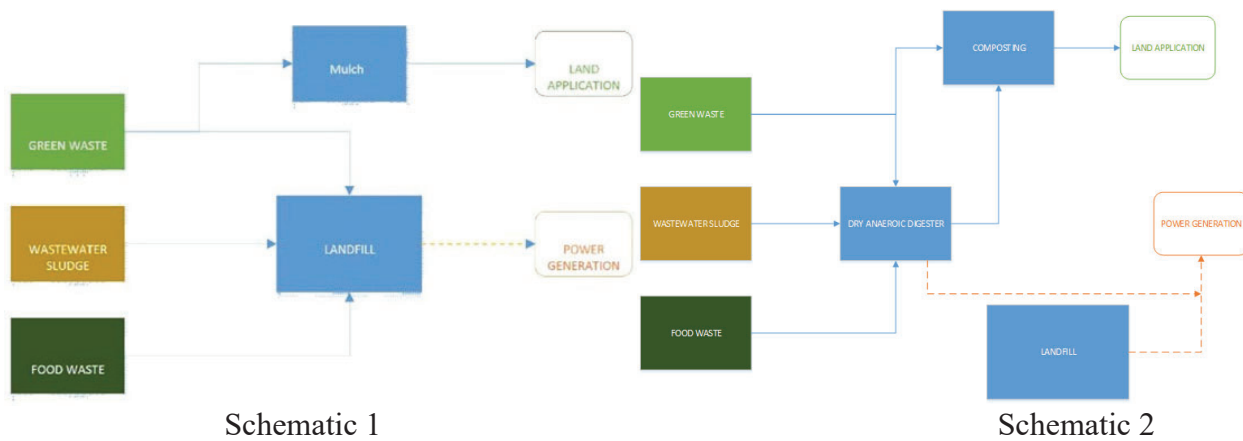 Mulch
LAND
APPLICATION
GREEN WASTE
WASTEWATER
SLUDGE
LANDFILL
POWER
GENERATION
FOOD WASTE
Schematic 1
COMPOSTING
LAND APPLICATION
GREEN WASTE
WASTEWATER SLUDGE
DRY ANAEROIC DIGESTER
POWER GENERATION
FOOD WASTE
LANDFILL
Schematic 2